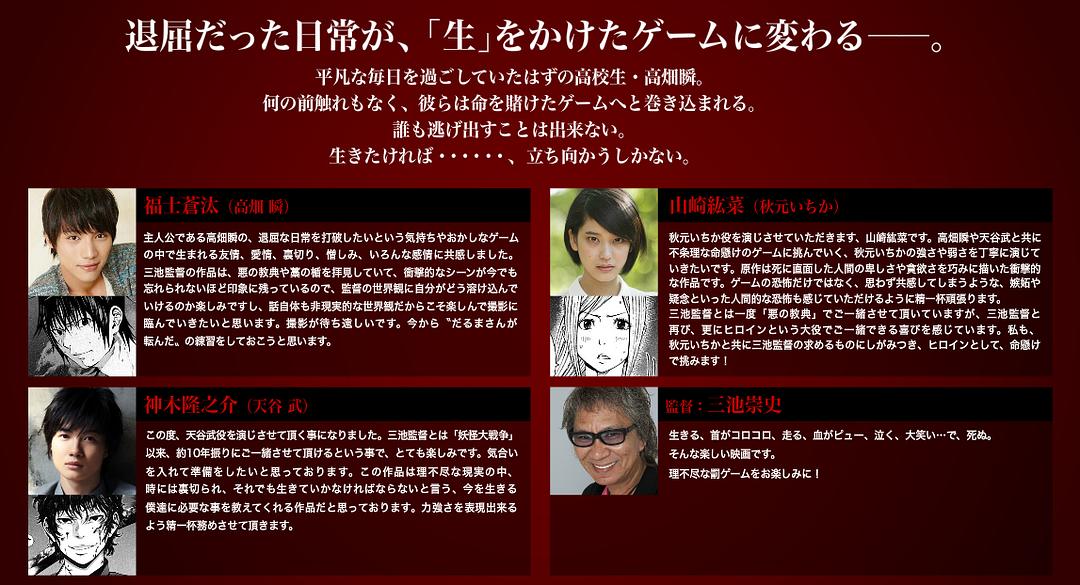 退屈だった日常が、「生」をかけたゲームに変わる――。
平凡な毎日を過ごしていたはずの高校生・高畑瞬。
何の前触れもなく、彼らは命を賭けたゲームへと巻き込まれる。
誰も逃げ出すことは出来ない。
生きたければ・・・・・・、立ち向かうしかない。
福士蒼汰（高畑 瞬）
主人公である高畑瞬の、退屈な日常を打破したいという気持ちやおかしなゲーム
の中で生まれる友情、愛情、裏切り、憎しみ、いろんな感情に共感しました。
三池監督の作品は、悪の教典や藁の楯を拝見していて、衝撃的なシーンが今でも
忘れられないほど印象に残っているので、監督の世界観に自分がどう溶け込んで
いけるのか楽しみですし、話自体も非現実的な世界観だからこそ楽しんで撮影に
臨んでいきたいと思います。撮影が待ち遠しいです。今から〝だるまさんが
転んだ〟の練習をしておこうと思います。
山崎紘菜（秋元いちか）
秋元いちか役を演じさせていただきます、山崎紘菜です。高畑瞬や天谷武と共に
不条理な命懸けのゲームに挑んでいく、秋元いちかの強さや弱さを丁寧に演じて
いきたいです。原作は死に直面した人間の卑しさや貪欲さを巧みに描いた衝撃的
な作品です。ゲームの恐怖だけではなく、思わず共感してしまうような、嫉妬や
疑念といった人間的な恐怖も感じていただけるように精一杯頑張ります。
三池監督とは一度「悪の教典」でご一緒させて頂いていますが、三池監督と
再び、更にヒロインという大役でご一緒できる喜びを感じています。私も、
いちかと共に三池監督の求めるものにしがみつき、ヒロインとして、命懸け
で挑みます！
神木隆之介（天谷 武）
この度、天谷武役を演じさせて頂く事になりました。三池監督とは「妖怪大戦争」
以来、約10年振りにご一緒させて頂けるという事で、とても楽しみです。気合い
を入れて準備をしたいと思っております。この作品は理不尽な現実の中、
時には裏切られ、それでも生きていかなければならないと言う、今を生きる
僕達に必要な事を教えてくれる作品だと思っております。力強さを表現出来る
よう精一杯務めさせて頂きます。
監督：三池崇史
生きる、首がコロコロ、走る、血がピュー、泣く、大笑い…で、死ぬ。
そんな楽しい映画です。
理不尽な罰ゲームをお楽しみに！